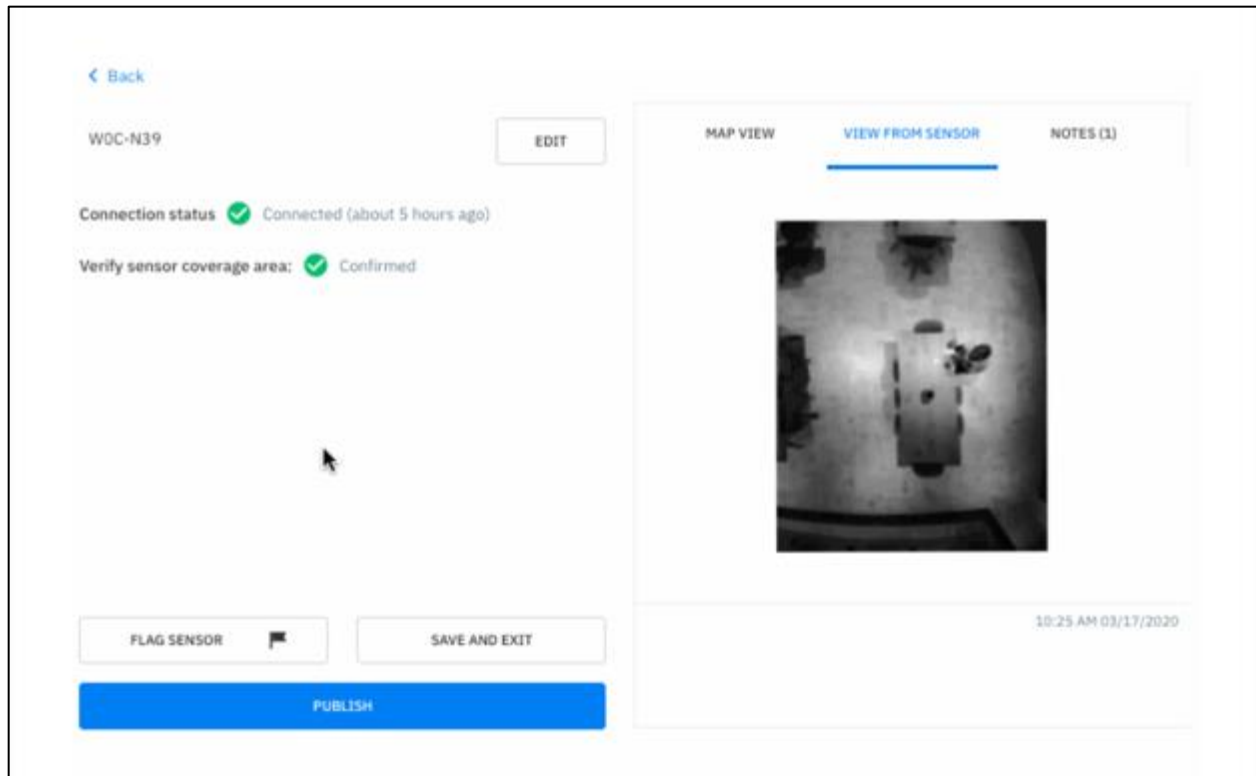 Back
W0C-N39
EDIT
Connection status Connected (about 5 hours ago)
Verify sensor coverage area: Confirmed
FLAG SENSOR
SAVE AND EXIT
PUBLISH
MAP VIEW VIEW FROM SENSOR NOTES (1)
10:25 AM 03/17/2020